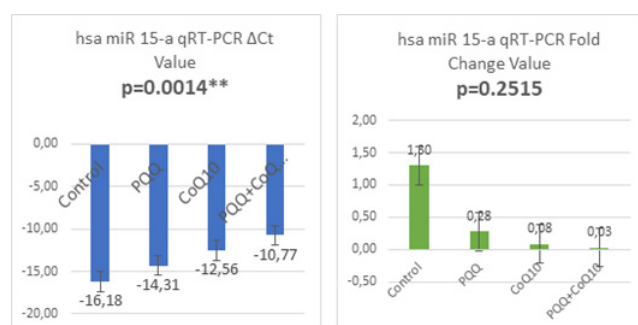 hsa miR 15-a qRT-PCR ΔCt
Value
p=0.0014**
0,00
-5,00
-10,00
-15,00
-20,00
Control
PQQ
CoQ10
PQQ+CoQ...
-16,18
-14,31
-12,56
-10,77
hsa miR 15-a qRT-PCR Fold
Change Value
p=0.2515
2,00
1,50
1,00
0,50
0,00
-0,50
1,30
0,28
0,08
0,03
Control
PQQ
CoQ10
PQQ+CoQ10